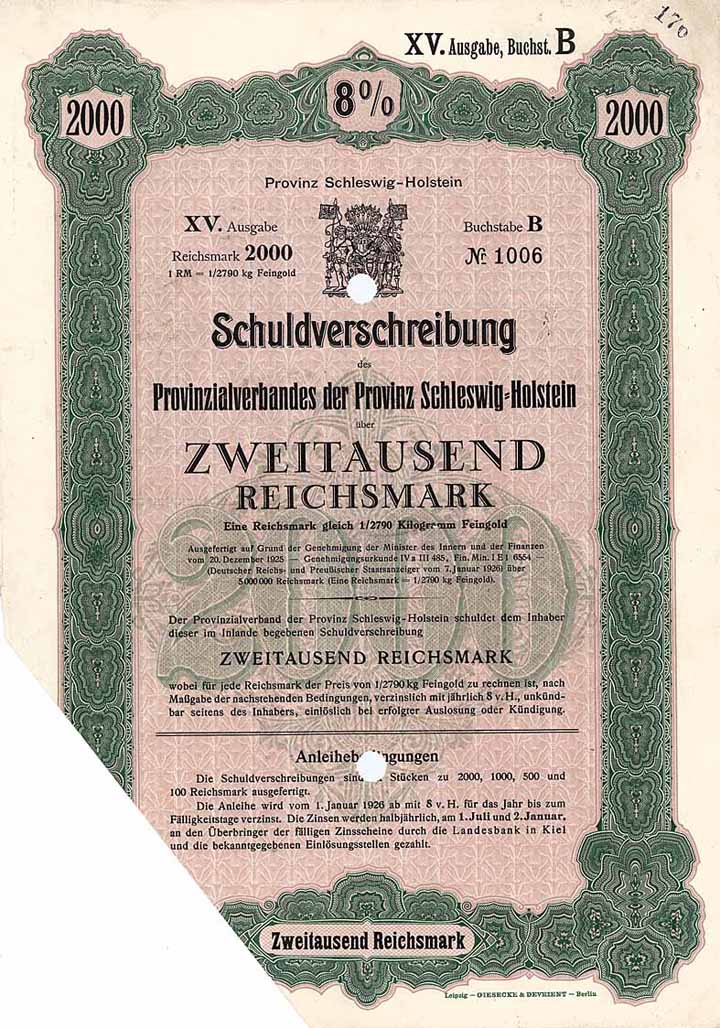 170
XV. Ausgabe, Buchst. B
8%
2000 2000
Provinz Schleswig-Holstein
XV. Ausgabe Buchstabe B
Reichsmark 2000 № 1006
1 RM = 1/2790 kg Feingold
Schuldverschreibung
des
Provinzialverbandes der Provinz Schleswig-Holstein
über
ZWEITAUSEND
REICHSMARK
Eine Reichsmark gleich 1/2790 Kilogramm Feingold
Ausgefertigt auf Grund der Genehmigung der Minister des Innern und der Finanzen
vom 20. Dezember 1925 — Genehmigungsurkunde IV a III 485, Fin. Min. I E 1 6554 —
(Deutscher Reichs- und Preußischer Staatsanzeiger vom 7. Januar 1926) über
5 000 000 Reichsmark (Eine Reichsmark = 1/2790 kg Feingold).
2000
Der Provinzialverband der Provinz Schleswig-Holstein schuldet dem Inhaber
dieser im Inlande begebenen Schuldverschreibung
ZWEITAUSEND REICHSMARK
wobei für jede Reichsmark der Preis von 1/2790 kg Feingold zu rechnen ist, nach
Maßgabe der nachstehenden Bedingungen, verzinslich mit jährlich 8 v. H., unkünd-
bar seitens des Inhabers, einlöslich bei erfolgter Auslosung oder Kündigung.
Anleihebedingungen
Die Schuldverschreibungen sind Stücken zu 2000, 1000, 500 und
100 Reichsmark ausgefertigt.
Die Anleihe wird vom 1. Januar 1926 ab mit 8 v. H. für das Jahr bis zum
Fälligkeitstage verzinst. Die Zinsen werden halbjährlich, am 1. Juli und 2. Januar,
an den Überbringer der fälligen Zinsscheine durch die Landesbank in Kiel
und die bekanntgegebenen Einlösungsstellen gezahlt.
Zweitausend Reichsmark
Leipzig — GIESECKE & DEVRIENT — Berlin